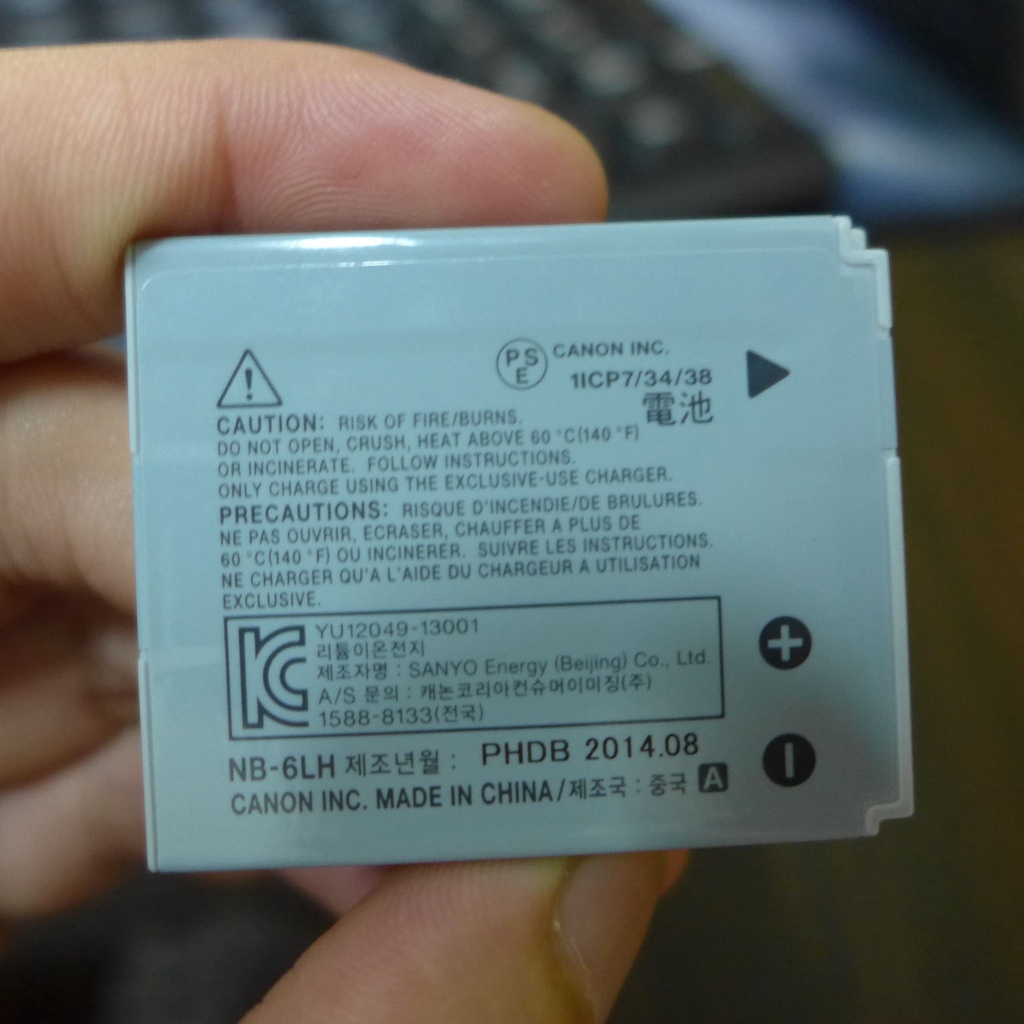 PSE CANON INC.
1ICP7/34/38
電池
CAUTION: RISK OF FIRE/BURNS.
DO NOT OPEN, CRUSH, HEAT ABOVE 60 °C(140 °F)
OR INCINERATE. FOLLOW INSTRUCTIONS.
ONLY CHARGE USING THE EXCLUSIVE-USE CHARGER.
PRECAUTIONS: RISQUE D'INCENDIE/DE BRULURES.
NE PAS OUVRIR, ECRASER, CHAUFFER A PLUS DE
60 °C(140 °F) OU INCINERER. SUIVRE LES INSTRUCTIONS.
NE CHARGER QU'A L'AIDE DU CHARGEUR A UTILISATION
EXCLUSIVE.
KC YU12049-13001
리튬이온전지
제조자명 : SANYO Energy (Beijing) Co., Ltd.
A/S 문의 : 캐논코리아컨슈머이미징(주)
1588-8133(전국)
NB-6LH 제조년월 : PHDB 2014.08
CANON INC. MADE IN CHINA/제조국 : 중국 A